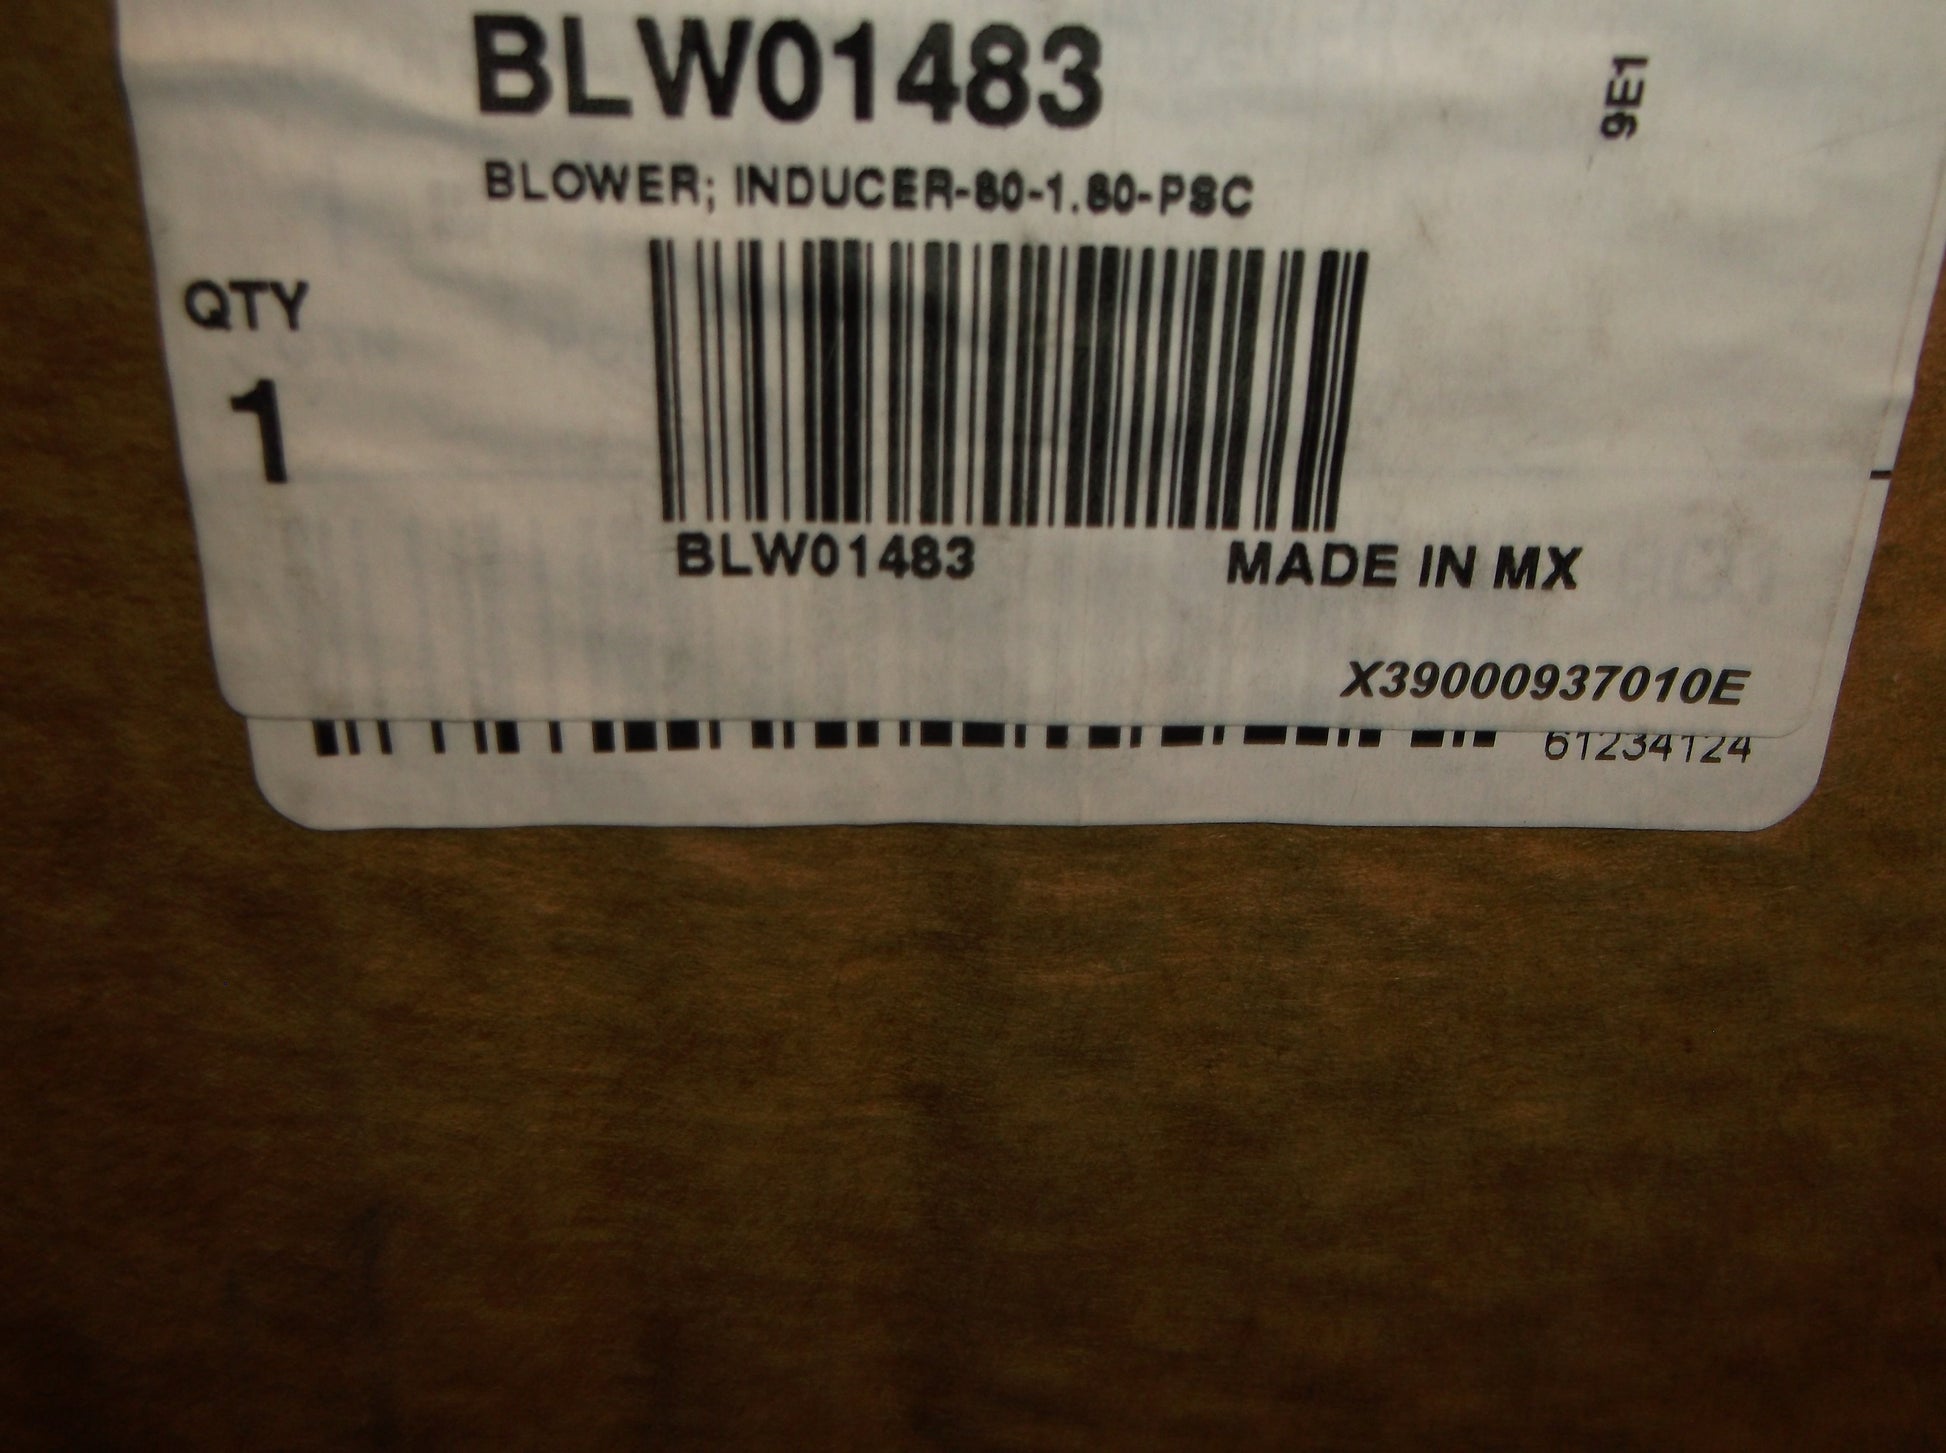 BLW01483
9E1
BLOWER; INDUCER-80-1.80-PSC
QTY
1
BLW01483
MADE IN MX
X39000937010E
61234124